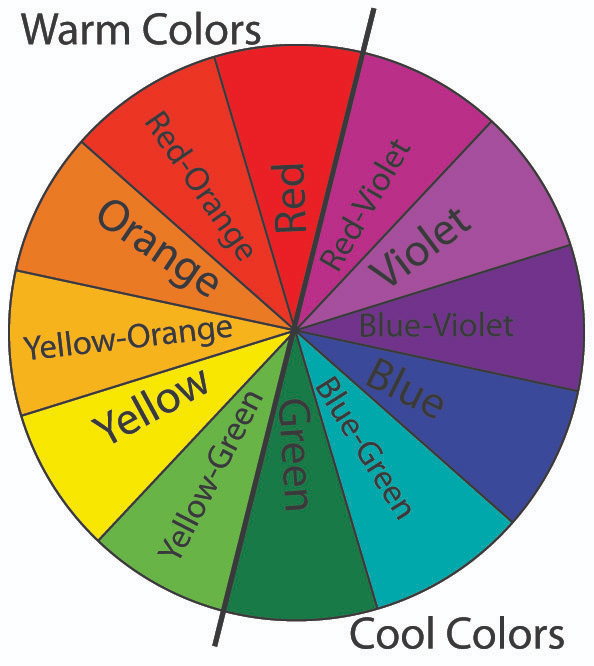 Warm Colors
Red
Red-Violet
Violet
Blue-Violet
Blue
Blue-Green
Green
Yellow-Green
Yellow
Yellow-Orange
Orange
Red-Orange
Cool Colors